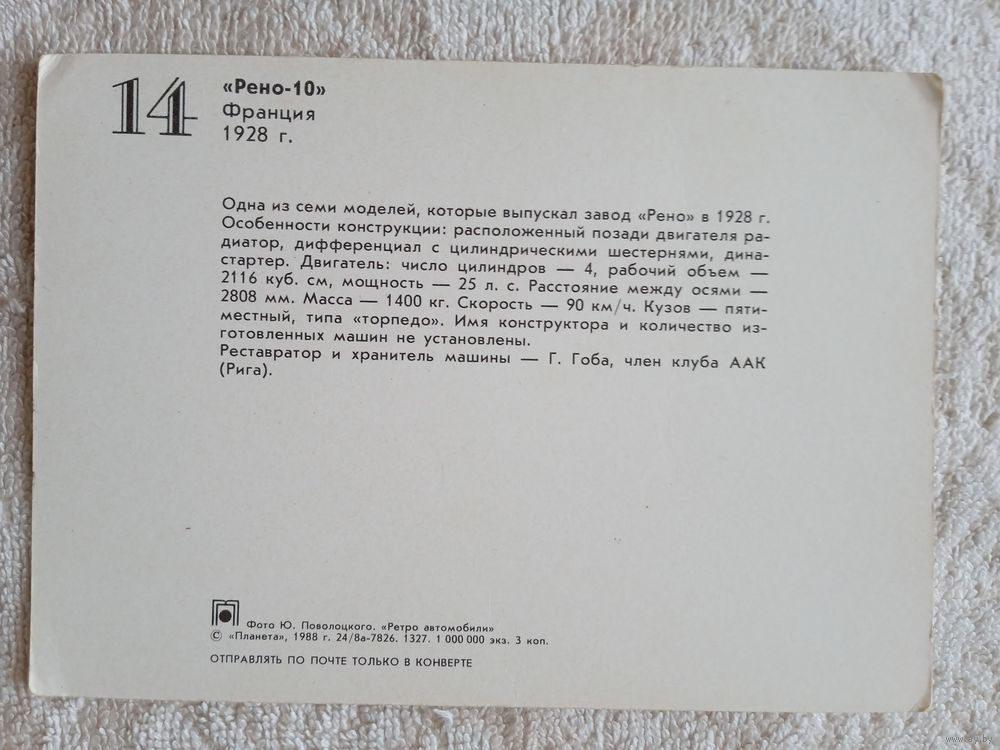 14
«Рено-10»
Франция
1928 г.
Одна из семи моделей, которые выпускал завод «Рено» в 1928 г.
Особенности конструкции: расположенный позади двигателя ра-
диатор, дифференциал с цилиндрическими шестернями, дина-
стартер. Двигатель: число цилиндров — 4, рабочий объем —
2116 куб. см, мощность — 25 л. с. Расстояние между осями —
2808 мм. Масса — 1400 кг. Скорость — 90 км/ч. Кузов — пяти-
местный, типа «торпедо». Имя конструктора и количество из-
готовленных машин не установлены.
Реставратор и хранитель машины — Г. Гоба, член клуба ААК
(Рига).
Фото Ю. Поволоцкого. «Ретро автомобили»
© «Планета», 1988 г. 24/8а-7826. 1327. 1 000 000 экз. 3 коп.
ОТПРАВЛЯТЬ ПО ПОЧТЕ ТОЛЬКО В КОНВЕРТЕ
www.ay.by